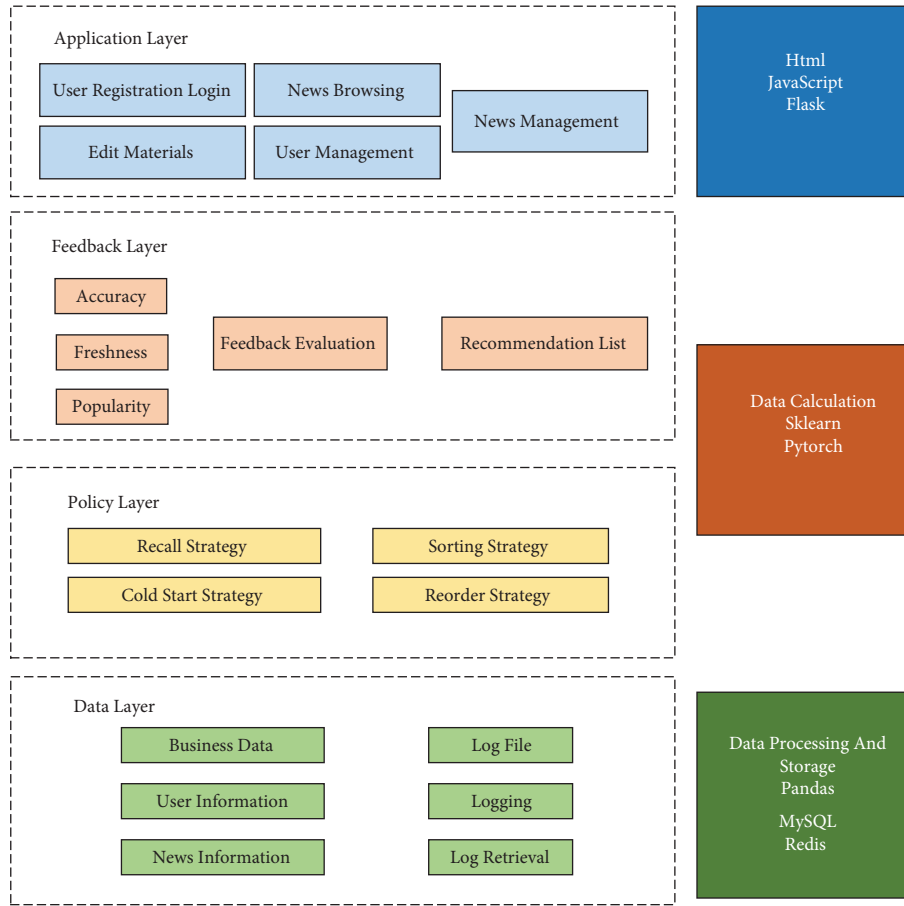 Application Layer
User Registration Login
News Browsing
News Management
Edit Materials
User Management
Html
JavaScript
Flask
Feedback Layer
Accuracy
Freshness
Popularity
Feedback Evaluation
Recommendation List
Data Calculation
Sklearn
Pytorch
Policy Layer
Recall Strategy
Sorting Strategy
Cold Start Strategy
Reorder Strategy
Data Layer
Business Data
Log File
User Information
Logging
News Information
Log Retrieval
Data Processing And
Storage
Pandas
MySQL
Redis